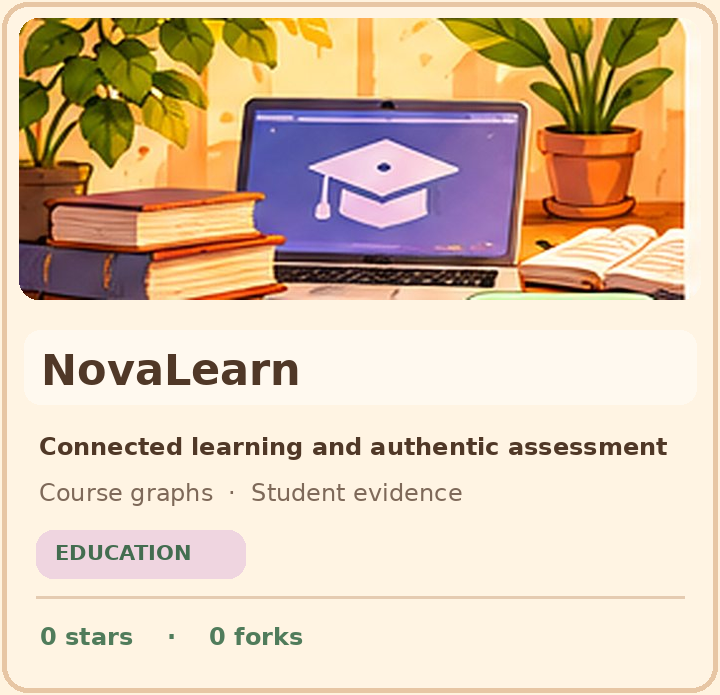 NovaLearn
Connected learning and authentic assessment
Course graphs · Student evidence
EDUCATION
0 stars · 0 forks